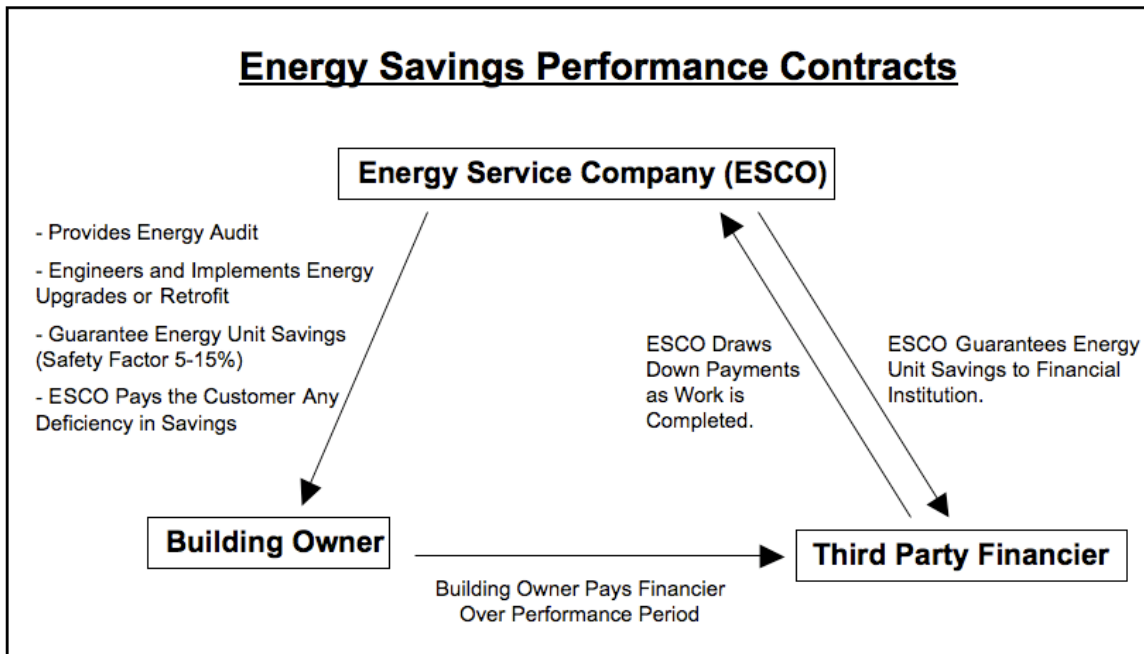 Energy Savings Performance Contracts
Energy Service Company (ESCO)
- Provides Energy Audit
- Engineers and Implements Energy
Upgrades or Retrofit
- Guarantee Energy Unit Savings
(Safety Factor 5-15%)
- ESCO Pays the Customer Any
Deficiency in Savings
ESCO Draws
Down Payments
as Work is
Completed.
ESCO Guarantees Energy
Unit Savings to Financial
Institution.
Building Owner
Third Party Financier
Building Owner Pays Financier
Over Performance Period